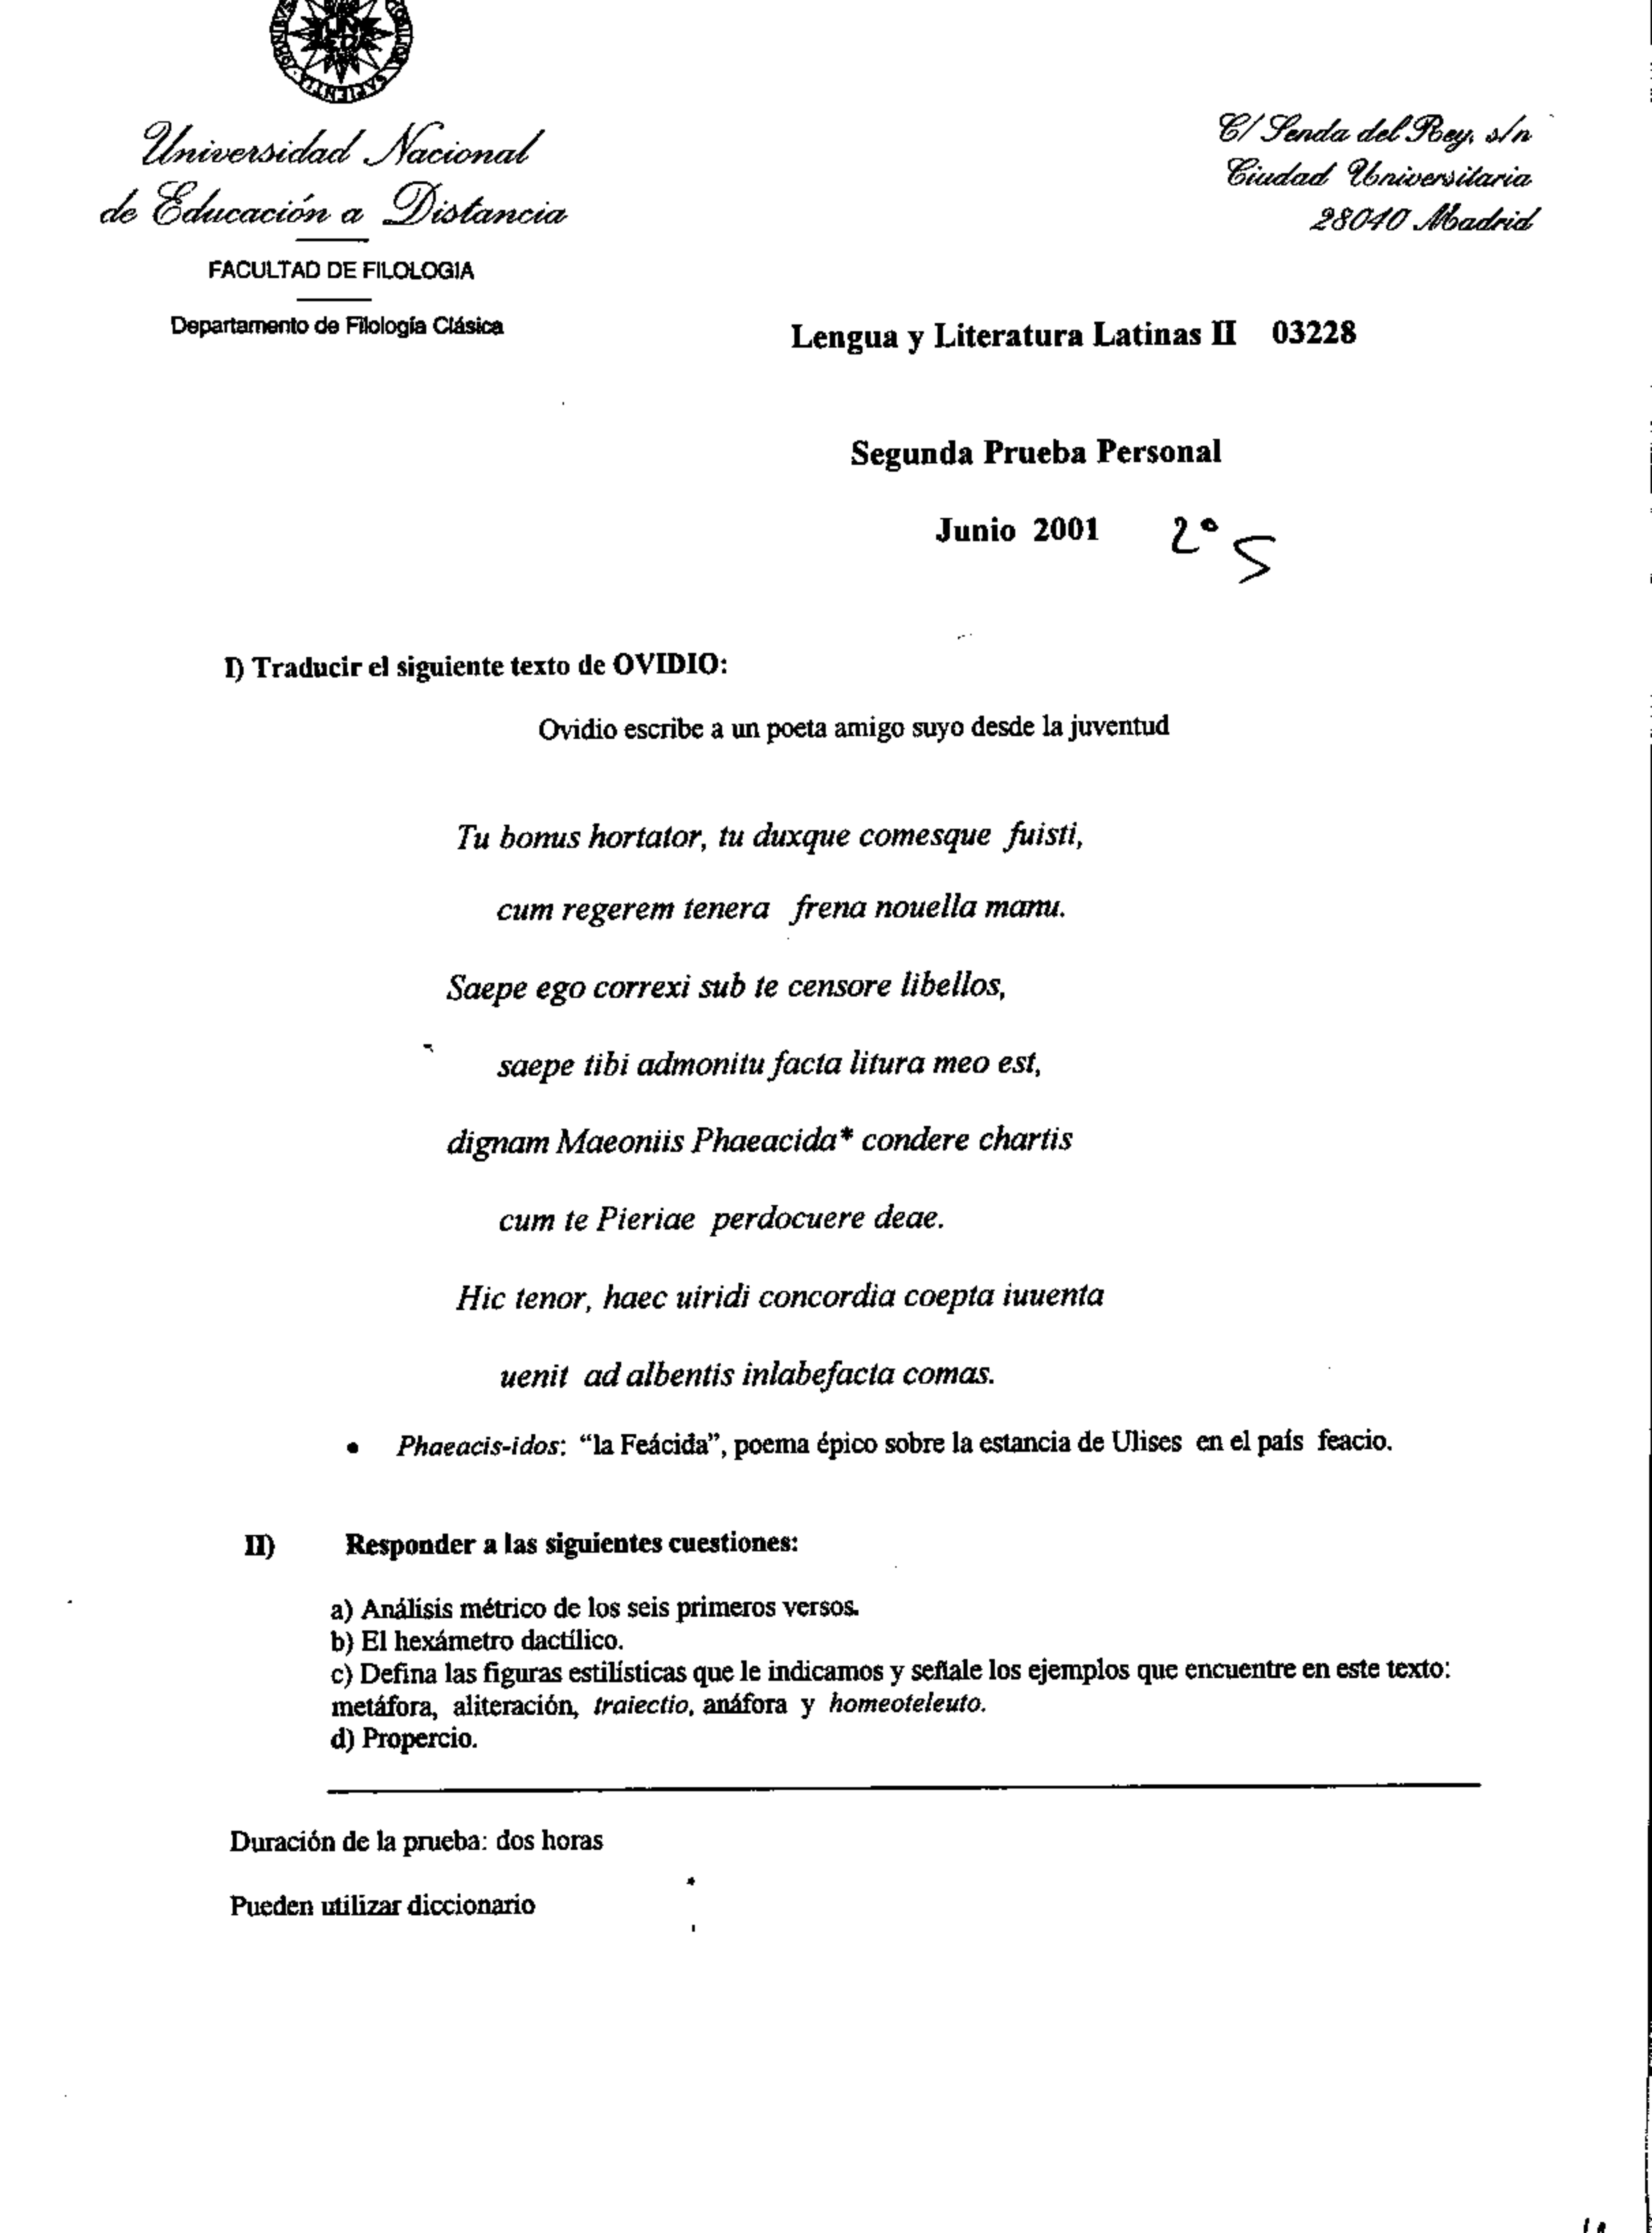 Universidad Nacional
de Educación a Distancia
FACULTAD DE FILOLOGIA
Departamento de Filología Clásica
C/ Senda del Rey, s/n
Ciudad Universitaria
28040 Madrid
Lengua y Literatura Latinas II 03228
Segunda Prueba Personal
Junio 2001 2º S
I) Traducir el siguiente texto de OVIDIO:
Ovidio escribe a un poeta amigo suyo desde la juventud
Tu bonus hortator, tu duxque comesque fuisti,
cum regerem tenera frena nouella manu.
Saepe ego correxi sub te censore libellos,
saepe tibi admonitu facta litura meo est,
dignam Maeoniis Phaeacida* condere chartis
cum te Pieriae perdocuere deae.
Hic tenor, haec uiridi concordia coepta iuuenta
uenit ad albentis inlabefacta comas.
• Phaeacis-idos: “la Feácida”, poema épico sobre la estancia de Ulises en el país feacio.
II) Responder a las siguientes cuestiones:
a) Análisis métrico de los seis primeros versos.
b) El hexámetro dactílico.
c) Defina las figuras estilísticas que le indicamos y señale los ejemplos que encuentre en este texto:
metáfora, aliteración, traiectio, anáfora y homeoteleuto.
d) Propercio.
Duración de la prueba: dos horas
Pueden utilizar diccionario